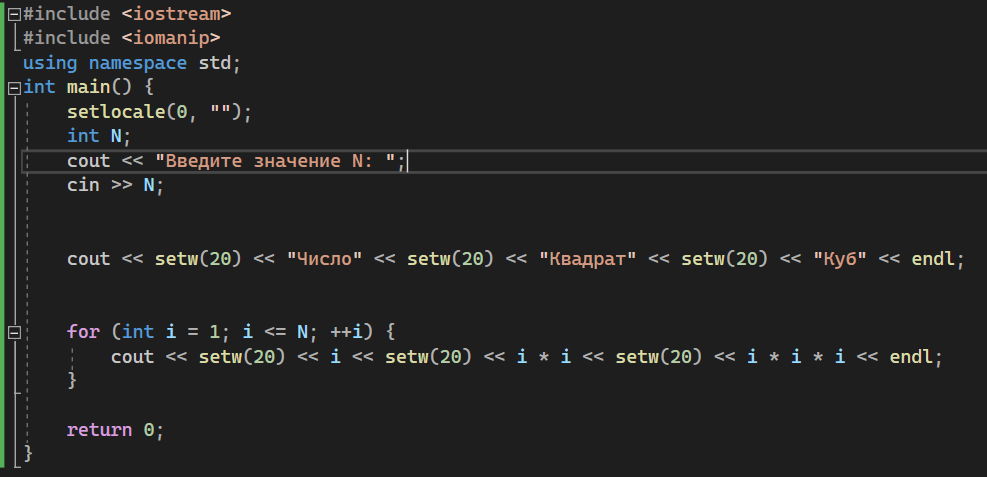 #include <iostream>
#include <iomanip>
using namespace std;
int main() {
setlocale(0, "");
int N;
cout << "Введите значение N: ";
cin >> N;
cout << setw(20) << "Число" << setw(20) << "Квадрат" << setw(20) << "Куб" << endl;
for (int i = 1; i <= N; ++i) {
cout << setw(20) << i << setw(20) << i * i << setw(20) << i * i * i << endl;
}
return 0;
}